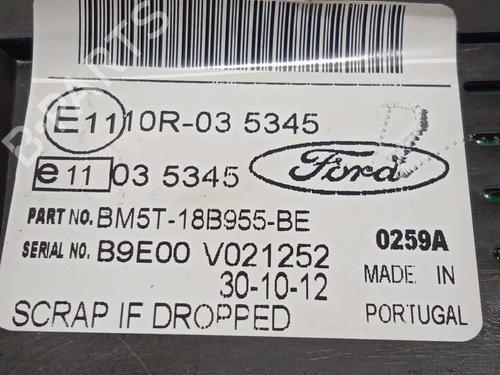 B-PARTS
E11 10R-03 5345
e11 03 5345
Ford
PART NO. BM5T-18B955-BE
SERIAL NO. B9E00 V021252
30-10-12
0259A
MADE IN
PORTUGAL
SCRAP IF DROPPED